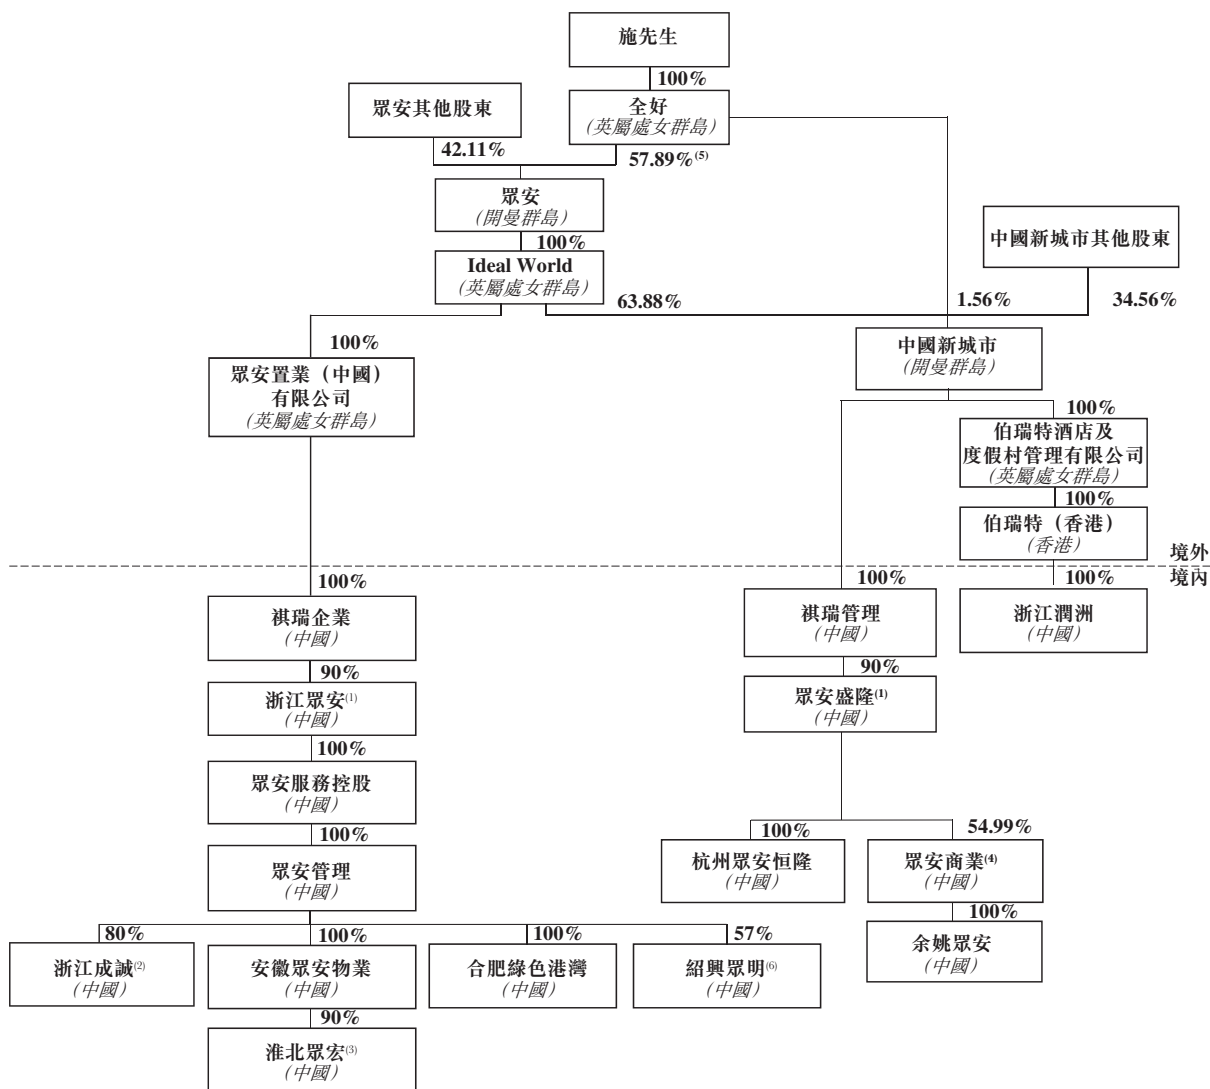 施先生
100%
眾安其他股東
全好
(英屬處女群島)
42.11%
57.89%(5)
眾安
(開曼群島)
中國新城市其他股東
100%
Ideal World
(英屬處女群島)
63.88%
1.56%
34.56%
100%
中國新城市
(開曼群島)
眾安置業（中國）
有限公司
(英屬處女群島)
100%
伯瑞特酒店及
度假村管理有限公司
(英屬處女群島)
100%
伯瑞特（香港）
(香港)
境外
境內
100%
100%
100%
祺瑞企業
(中國)
祺瑞管理
(中國)
浙江潤洲
(中國)
90%
90%
浙江眾安(1)
(中國)
眾安盛隆(1)
(中國)
100%
眾安服務控股
(中國)
100%
100%
54.99%
眾安管理
(中國)
杭州眾安恒隆
(中國)
眾安商業(4)
(中國)
100%
80%
100%
100%
57%
余姚眾安
(中國)
浙江成誠(2)
(中國)
安徽眾安物業
(中國)
合肥綠色港灣
(中國)
紹興眾明(6)
(中國)
90%
淮北眾宏(3)
(中國)